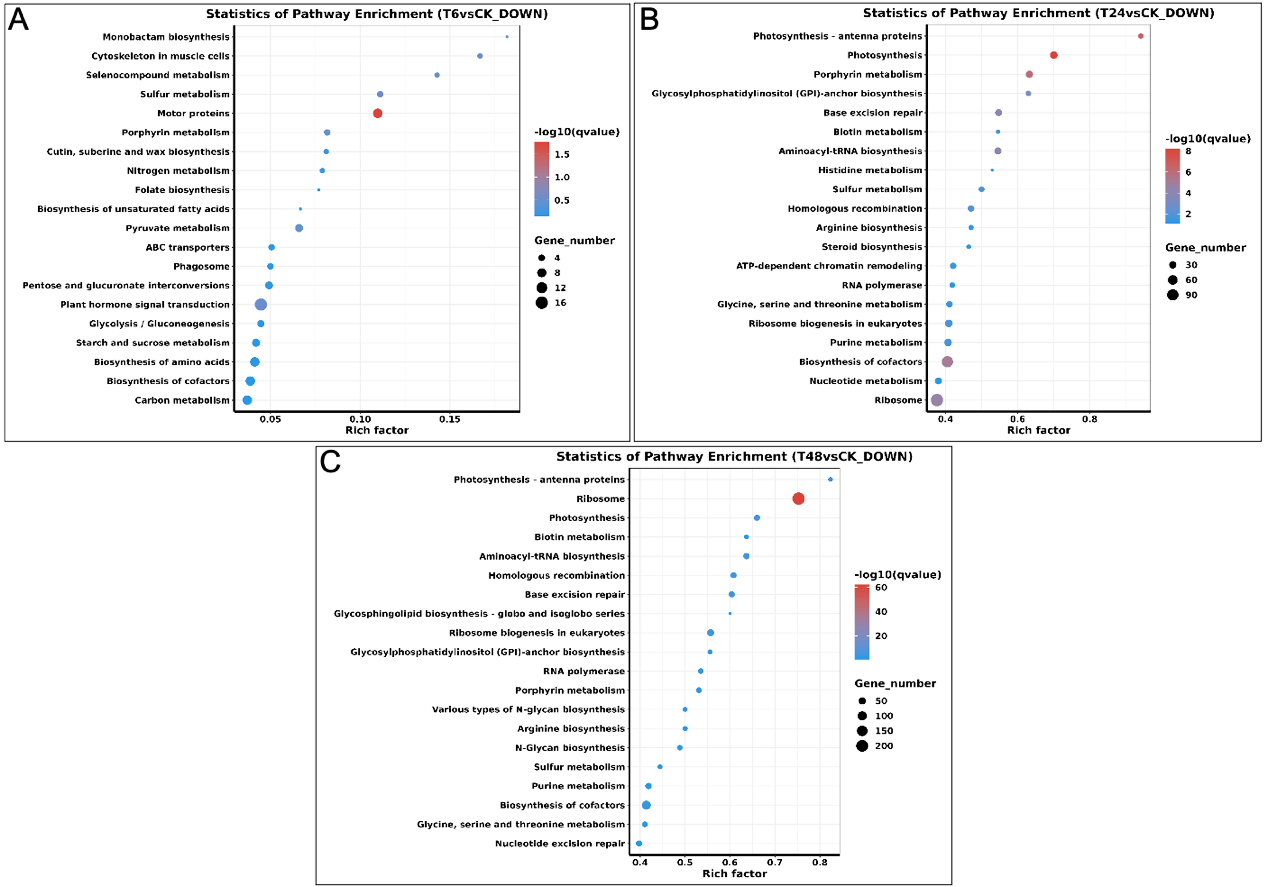 A
Statistics of Pathway Enrichment (T6vsCK_DOWN)
Monobactam biosynthesis
Cytoskeleton in muscle cells
Selenocompound metabolism
Sulfur metabolism
Motor proteins
Porphyrin metabolism
Cutin, suberine and wax biosynthesis
Nitrogen metabolism
Folate biosynthesis
Biosynthesis of unsaturated fatty acids
Pyruvate metabolism
ABC transporters
Phagosome
Pentose and glucuronate interconversions
Plant hormone signal transduction
Glycolysis / Gluconeogenesis
Starch and sucrose metabolism
Biosynthesis of amino acids
Biosynthesis of cofactors
Carbon metabolism
0.05 0.10 0.15
Rich factor
-log10(qvalue)
1.5
1.0
0.5
Gene_number
4
8
12
16
B
Statistics of Pathway Enrichment (T24vsCK_DOWN)
Photosynthesis - antenna proteins
Photosynthesis
Porphyrin metabolism
Glycosylphosphatidylinositol (GPI)-anchor biosynthesis
Base excision repair
Biotin metabolism
Aminoacyl-tRNA biosynthesis
Histidine metabolism
Sulfur metabolism
Homologous recombination
Arginine biosynthesis
Steroid biosynthesis
ATP-dependent chromatin remodeling
RNA polymerase
Glycine, serine and threonine metabolism
Ribosome biogenesis in eukaryotes
Purine metabolism
Biosynthesis of cofactors
Nucleotide metabolism
Ribosome
0.4 0.6 0.8
Rich factor
-log10(qvalue)
8
6
4
2
Gene_number
30
60
90
C
Statistics of Pathway Enrichment (T48vsCK_DOWN)
Photosynthesis - antenna proteins
Ribosome
Photosynthesis
Biotin metabolism
Aminoacyl-tRNA biosynthesis
Homologous recombination
Base excision repair
Glycosphingolipid biosynthesis - globo and isoglobo series
Ribosome biogenesis in eukaryotes
Glycosylphosphatidylinositol (GPI)-anchor biosynthesis
RNA polymerase
Porphyrin metabolism
Various types of N-glycan biosynthesis
Arginine biosynthesis
N-Glycan biosynthesis
Sulfur metabolism
Purine metabolism
Biosynthesis of cofactors
Glycine, serine and threonine metabolism
Nucleotide excision repair
0.4 0.5 0.6 0.7 0.8
Rich factor
-log10(qvalue)
60
40
20
Gene_number
50
100
150
200